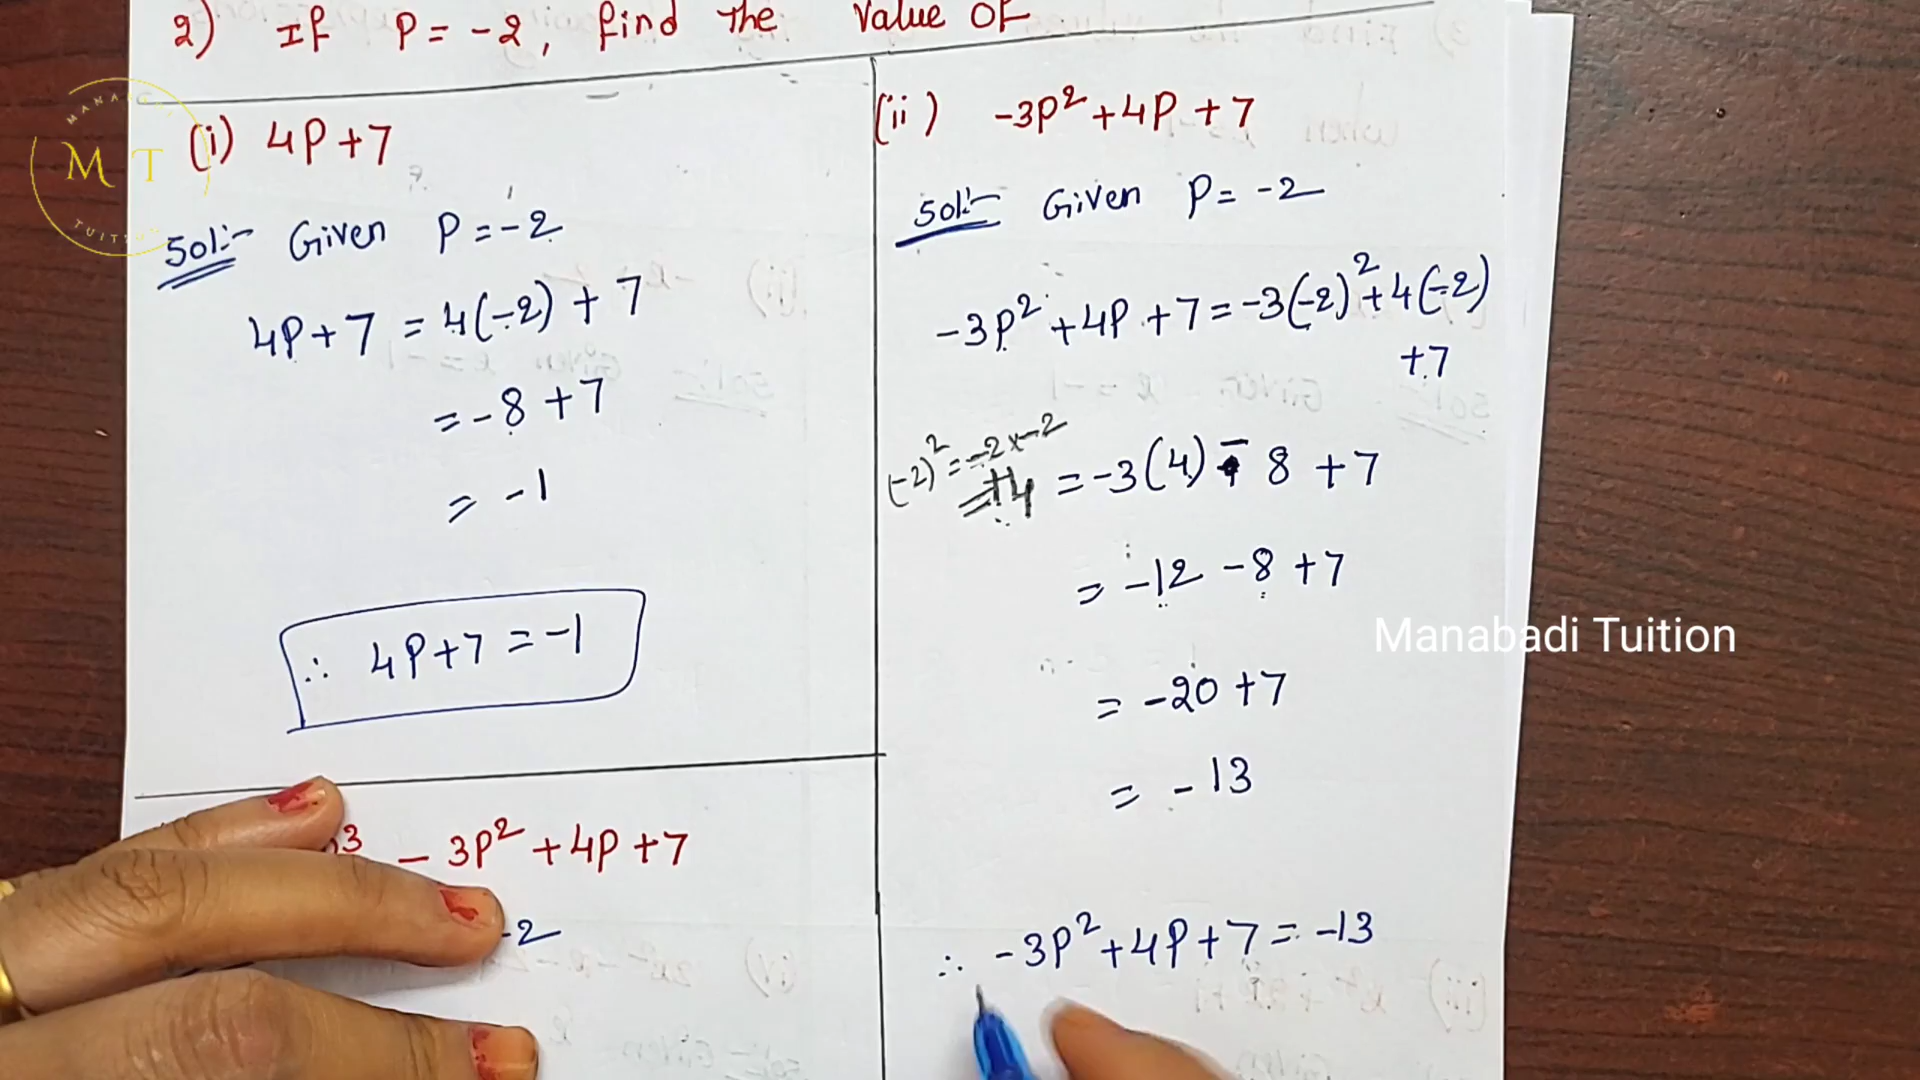 2) If P = -2, find the value of
(i) 4P+7
Sol:- Given P = -2
4P+7 = 4(-2) + 7
= -8 + 7
= -1
∴ 4P+7 = -1
(ii) -3P² + 4P + 7
Sol:- Given P = -2
-3P² + 4P + 7 = -3(-2)² + 4(-2)
+7
(-2)² = -2 x -2
= +4
= -3(4) - 8 + 7
= -12 - 8 + 7
= -20 + 7
= -13
∴ -3P² + 4P + 7 = -13
3 - 3P² + 4P + 7
-2
M T
Manabadi Tuition